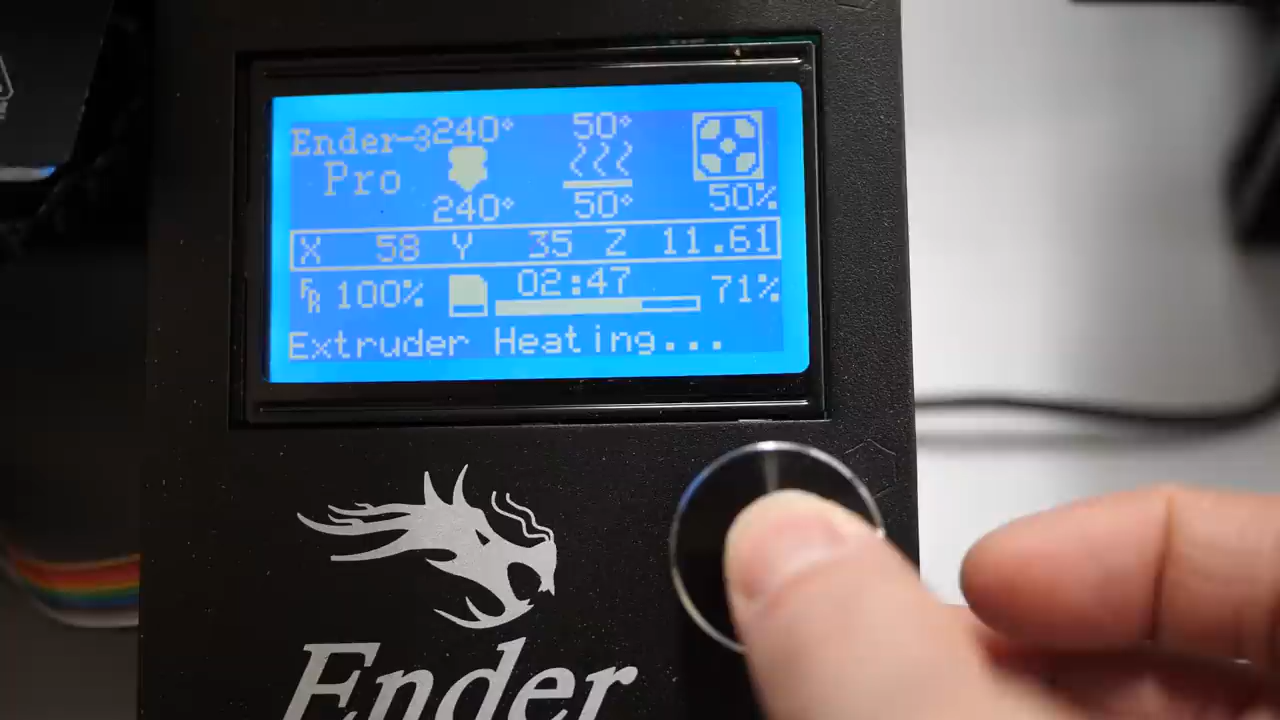 Ender-3 240° 50°
Pro
240° 50° 50%
X 58 Y 35 Z 11.61
FR 100% 02:47 71%
Extruder Heating...
Ender